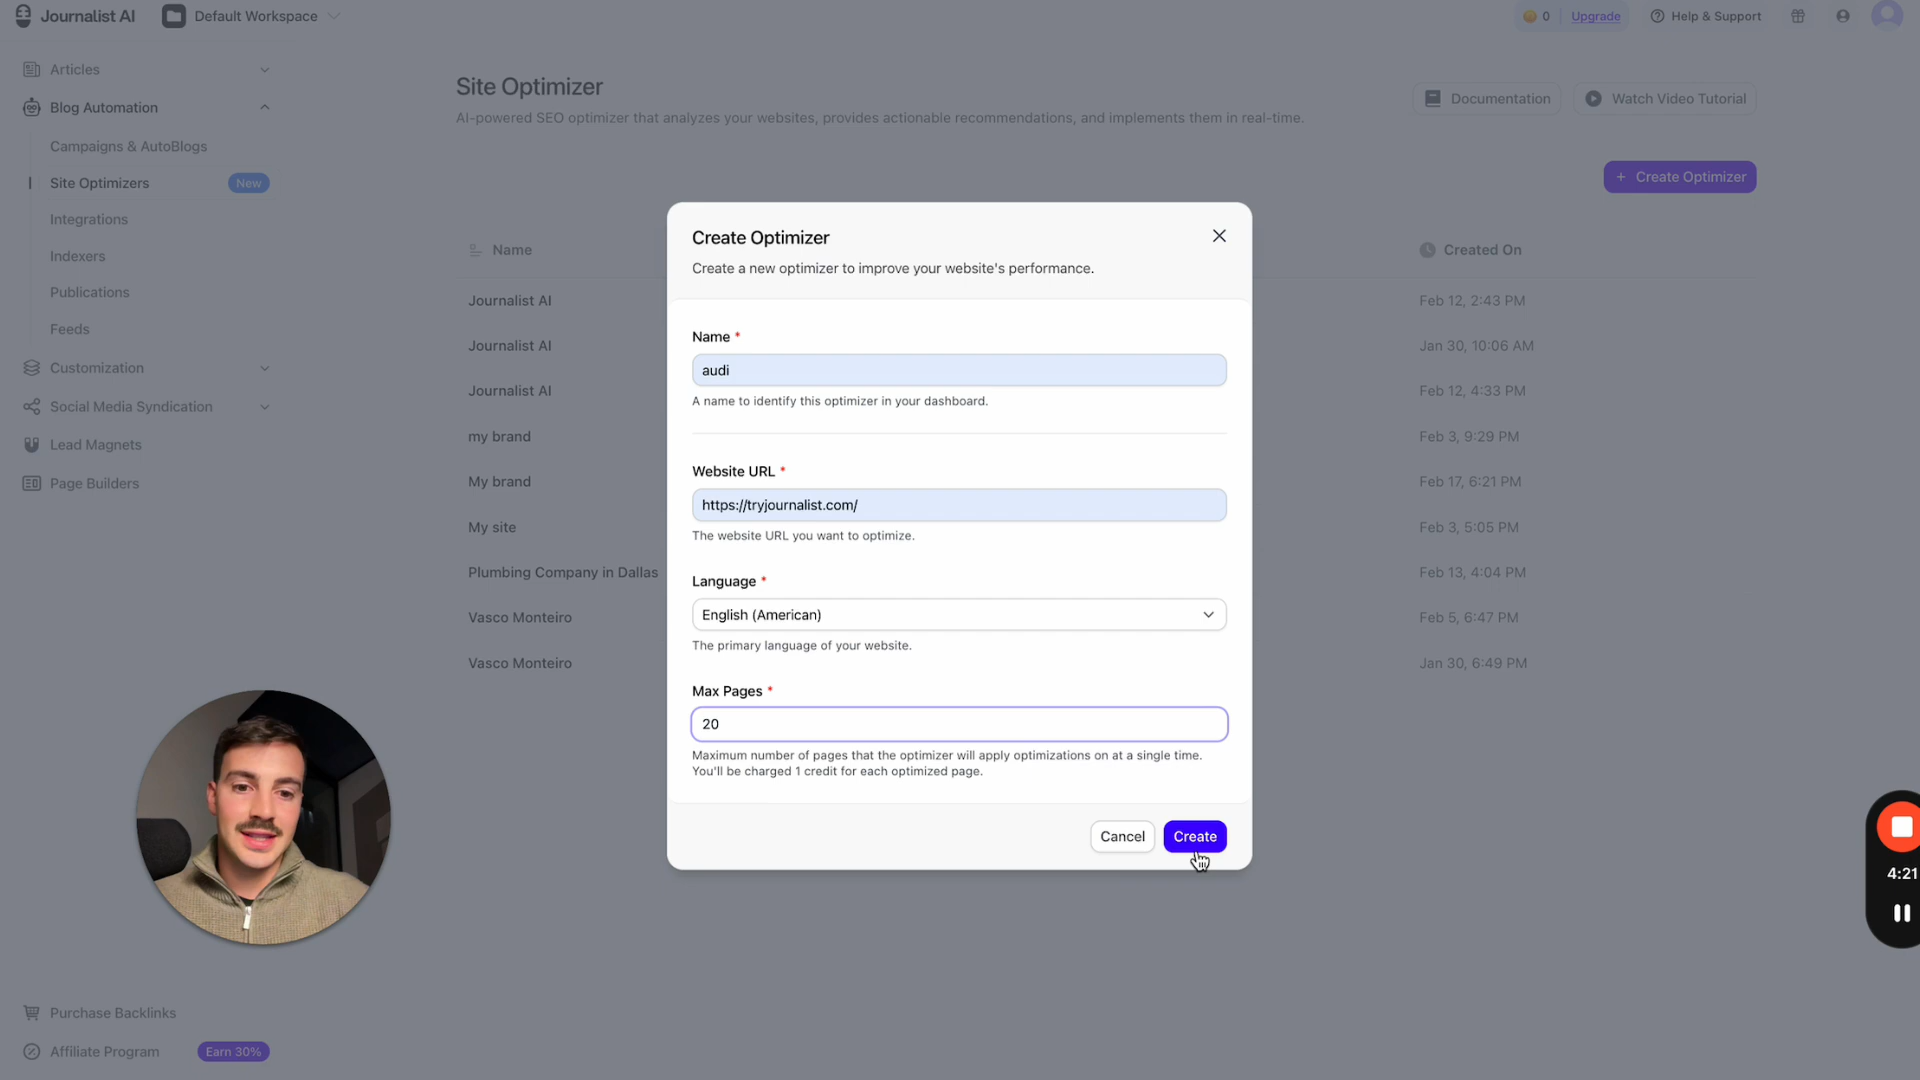 Journalist AI
Default Workspace
0
Upgrade
Help & Support
Articles
Blog Automation
Campaigns & AutoBlogs
Site Optimizers
New
Integrations
Indexers
Publications
Feeds
Customization
Social Media Syndication
Lead Magnets
Page Builders
Purchase Backlinks
Affiliate Program
Earn 30%
Site Optimizer
AI-powered SEO optimizer that analyzes your websites, provides actionable recommendations, and implements them in real-time.
Documentation
Watch Video Tutorial
+ Create Optimizer
Name
Created On
Journalist AI
Feb 12, 2:43 PM
Journalist AI
Jan 30, 10:06 AM
Journalist AI
Feb 12, 4:33 PM
my brand
Feb 3, 9:29 PM
My brand
Feb 17, 6:21 PM
My site
Feb 3, 5:05 PM
Plumbing Company in Dallas
Feb 13, 4:04 PM
Vasco Monteiro
Feb 5, 6:47 PM
Vasco Monteiro
Jan 30, 6:49 PM
Create Optimizer
Create a new optimizer to improve your website's performance.
Name *
audi
A name to identify this optimizer in your dashboard.
Website URL *
https://tryjournalist.com/
The website URL you want to optimize.
Language *
English (American)
The primary language of your website.
Max Pages *
20
Maximum number of pages that the optimizer will apply optimizations on at a single time.
You'll be charged 1 credit for each optimized page.
Cancel
Create
4:21